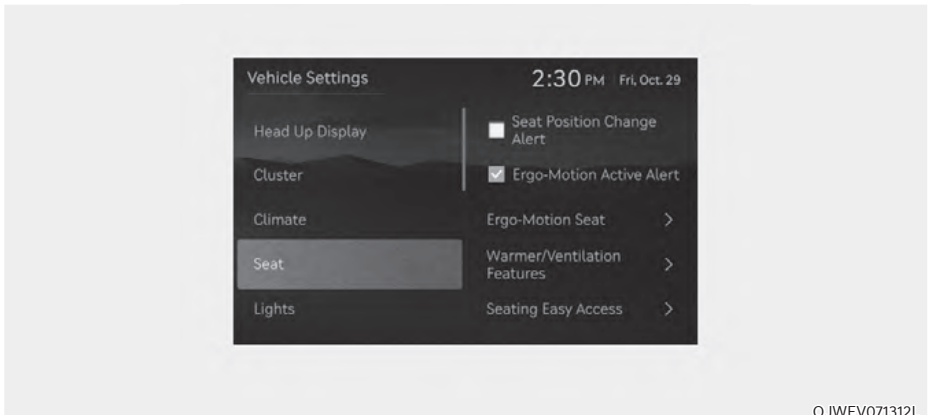 Vehicle Settings
2:30 PM Fri, Oct. 29
Head Up Display
Cluster
Climate
Seat
Lights
Seat Position Change
Alert
Ergo-Motion Active Alert
Ergo-Motion Seat
Warmer/Ventilation
Features
Seating Easy Access
OJWEV071312L